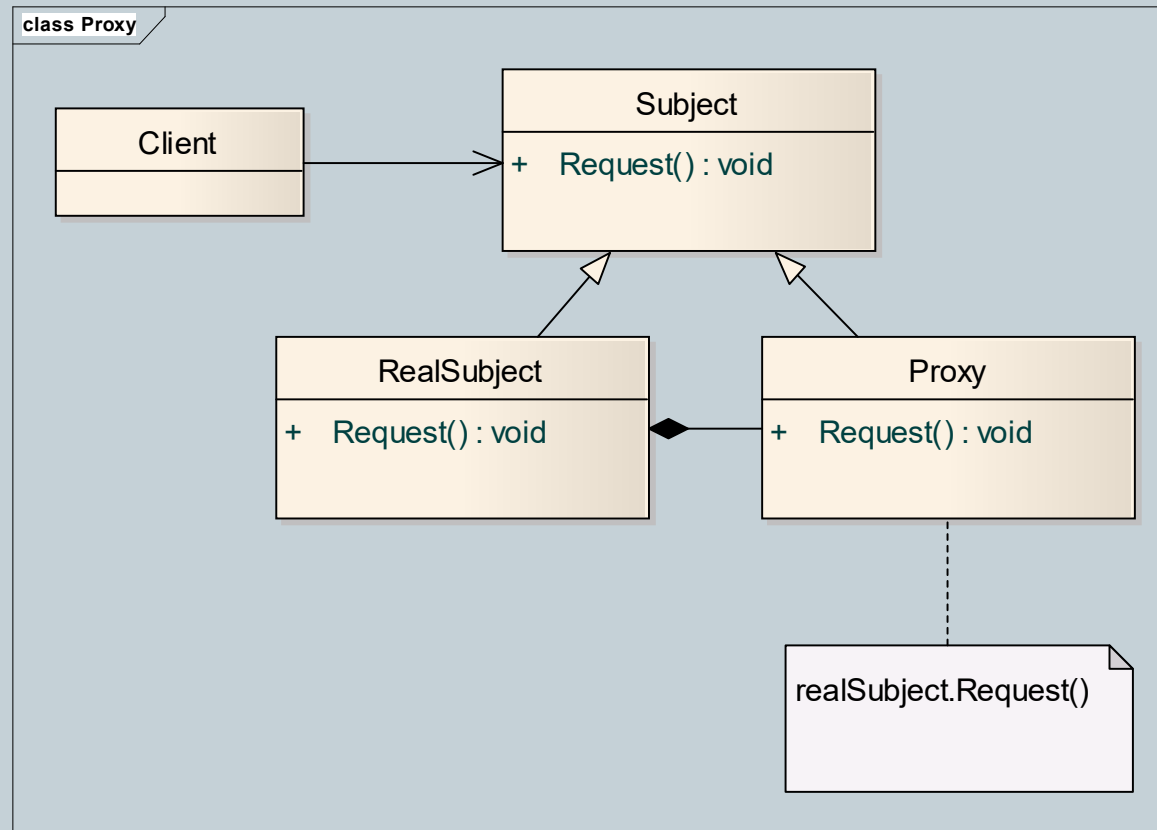 class Proxy
Client
Subject
+ Request() : void
RealSubject
+ Request() : void
Proxy
+ Request() : void
realSubject.Request()